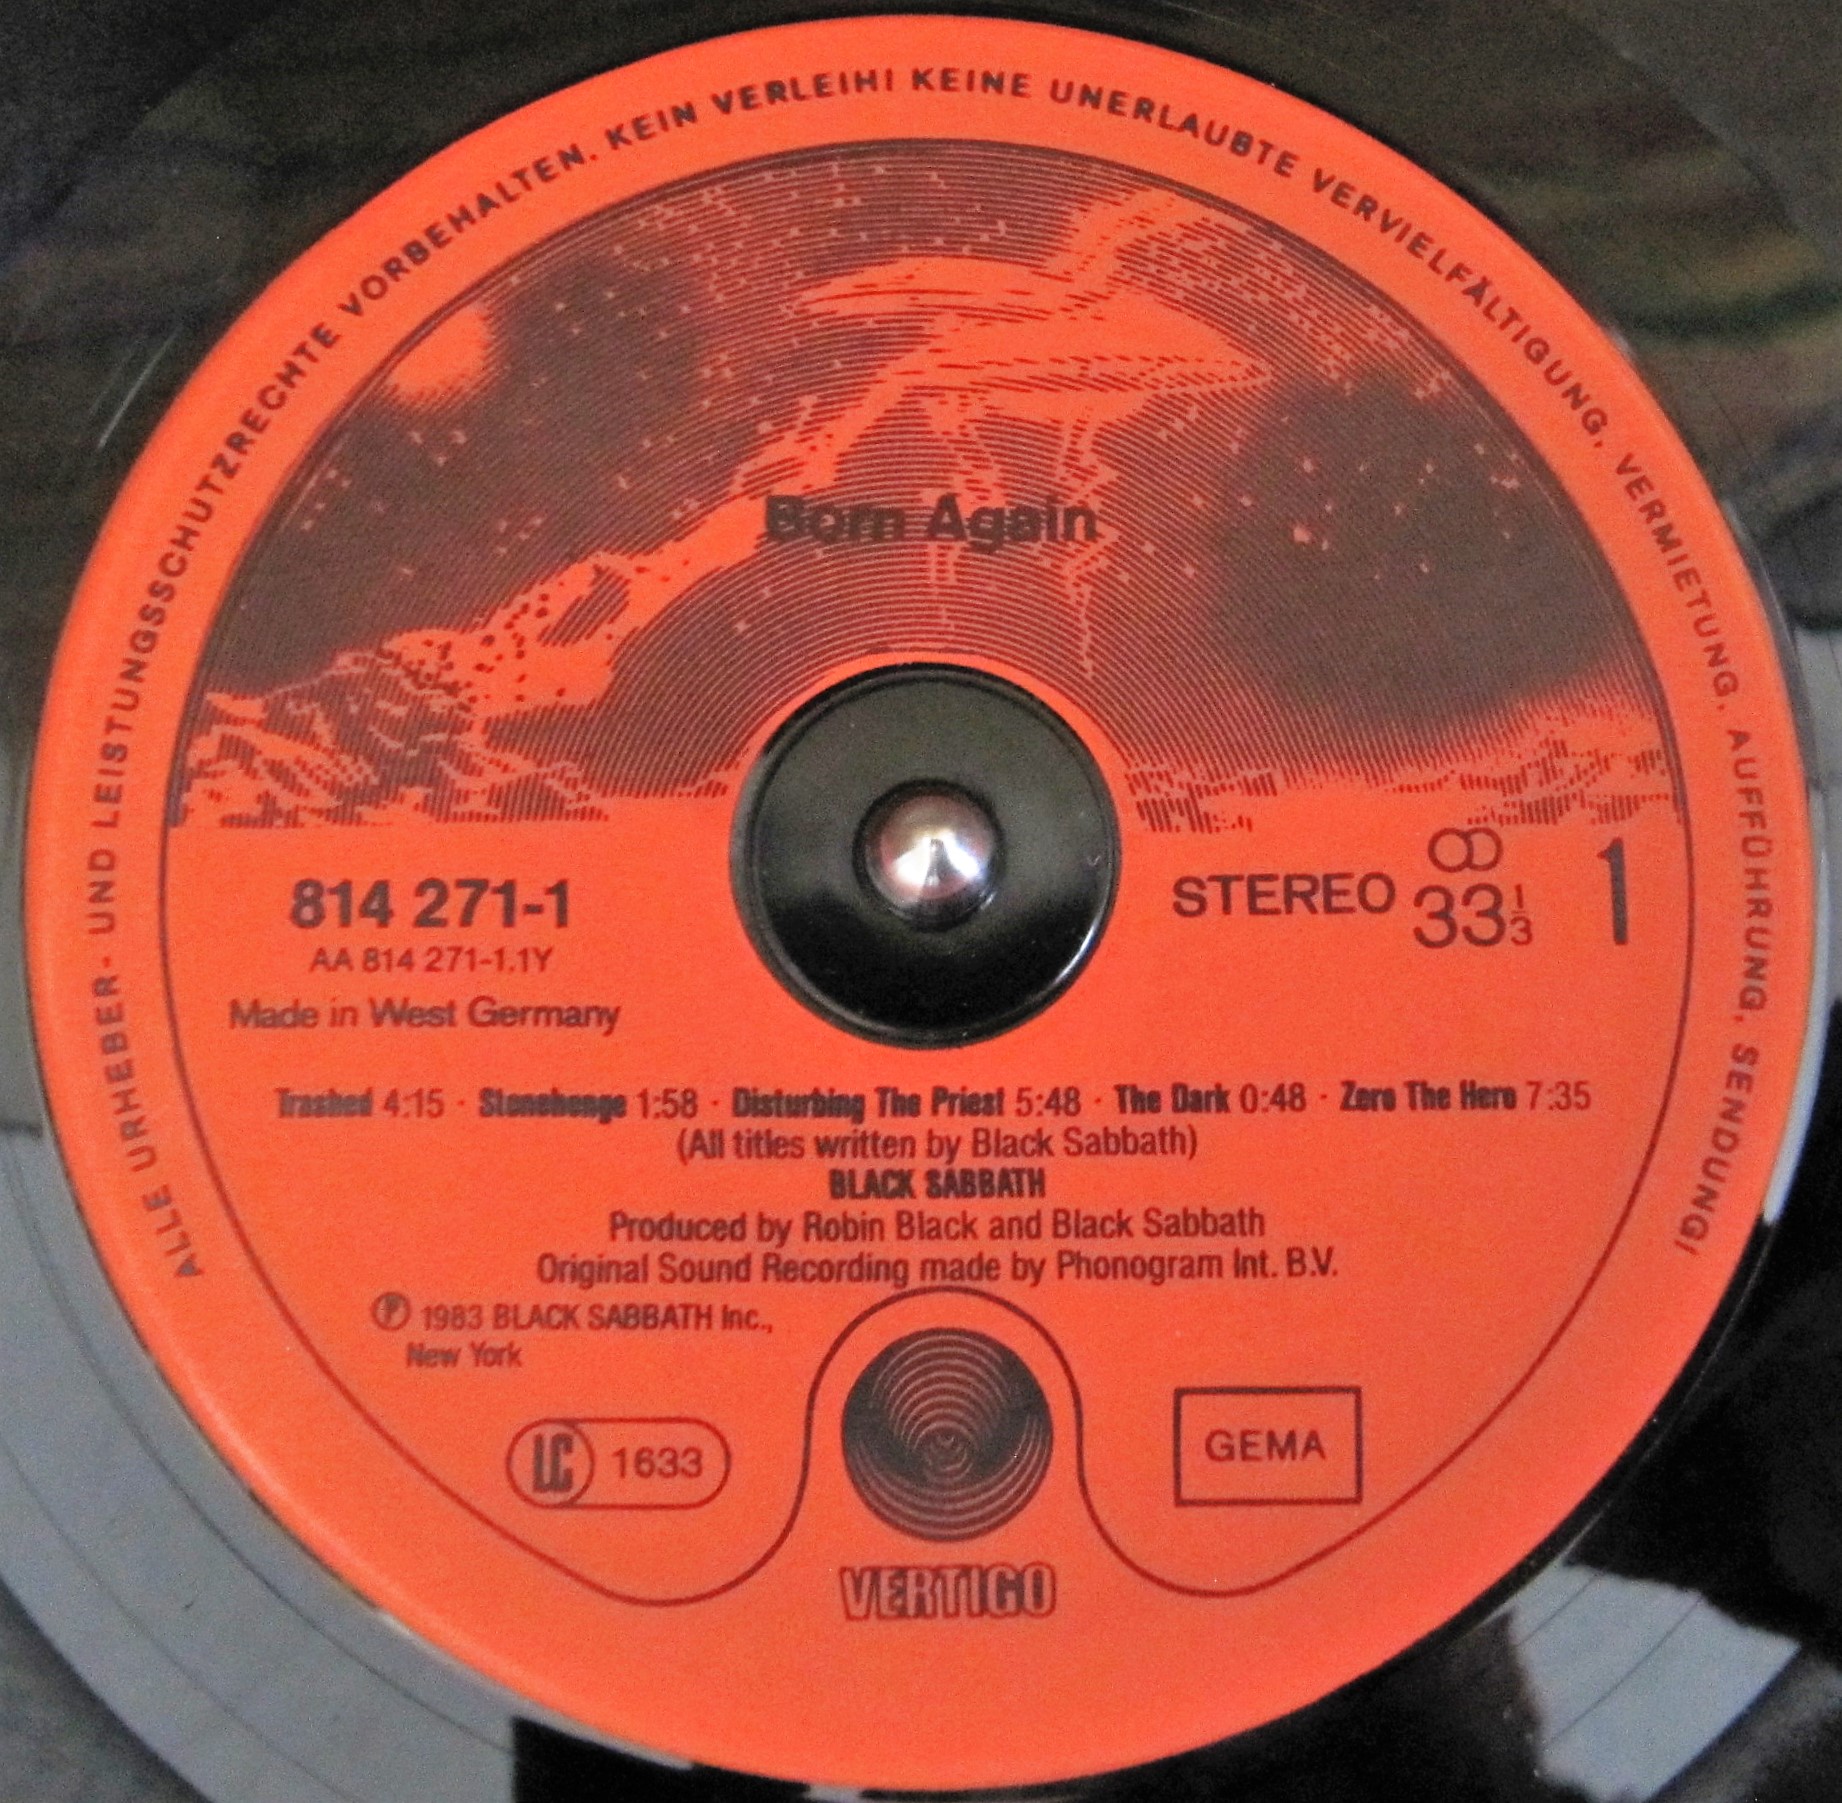 ALLE URHEBER- UND LEISTUNGSSCHUTZRECHTE VORBEHALTEN. KEIN VERLEIH! KEINE UNERLAUBTE VERVIELFÄLTIGUNG, VERMIETUNG, AUFFÜHRUNG, SENDUNG!
Born Again
814 271-1
AA 814 271-1.1Y
Made in West Germany
STEREO 33 1/3 1
Trashed 4:15 · Stonehenge 1:58 · Disturbing The Priest 5:48 · The Dark 0:48 · Zero The Hero 7:35
(All titles written by Black Sabbath)
BLACK SABBATH
Produced by Robin Black and Black Sabbath
Original Sound Recording made by Phonogram Int. B.V.
℗ 1983 BLACK SABBATH Inc.,
New York
LC 1633
GEMA
VERTIGO